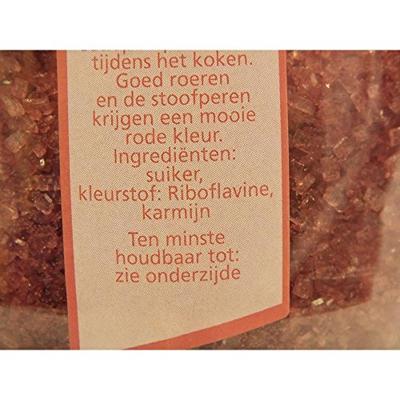 tijdens het koken.
Goed roeren
en de stoofperen
krijgen een mooie
rode kleur.
Ingrediënten:
suiker,
kleurstof: Riboflavine,
karmijn
Ten minste
houdbaar tot:
zie onderzijde